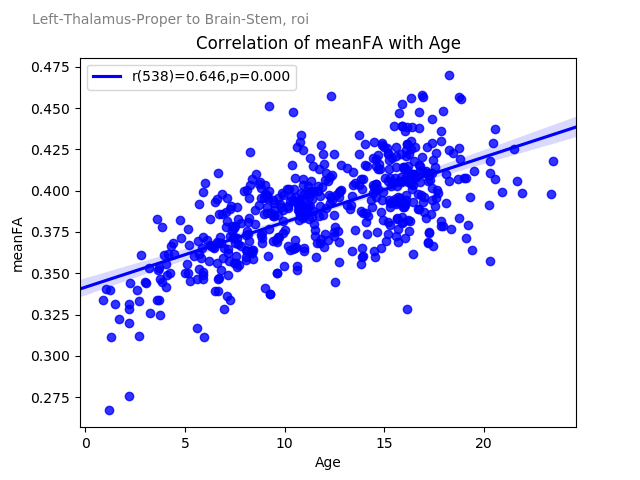 Left-Thalamus-Proper to Brain-Stem, roi
Correlation of meanFA with Age
r(538)=0.646,p=0.000
0.475
0.450
0.425
0.400
0.375
0.350
0.325
0.300
0.275
meanFA
0 5 10 15 20
Age